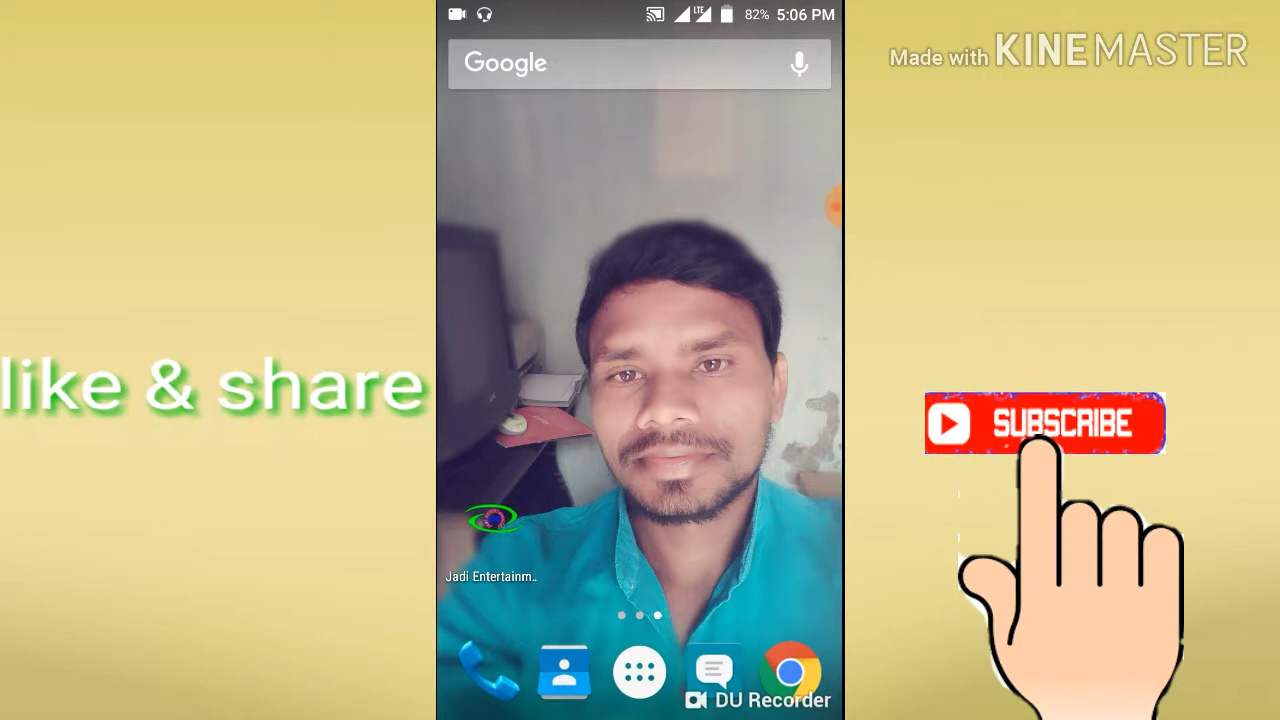 82% 5:06 PM
Google
Made with KINEMASTER
like & share
SUBSCRIBE
Jadi Entertainm..
DU Recorder